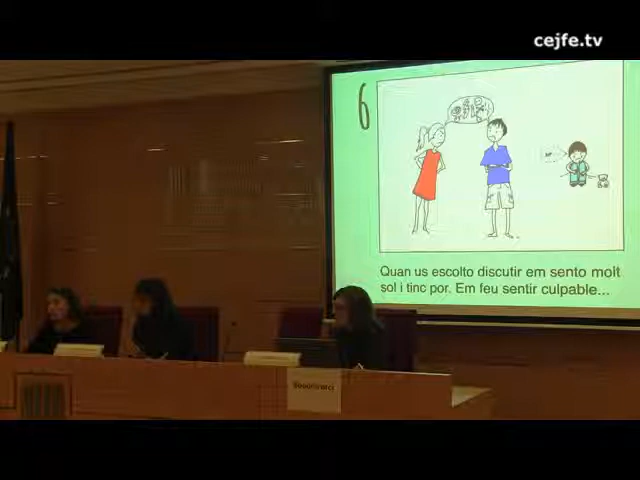 cejfe.tv
6
Quan us escolto discutir em sento molt
sol i tinc por. Em feu sentir culpable...